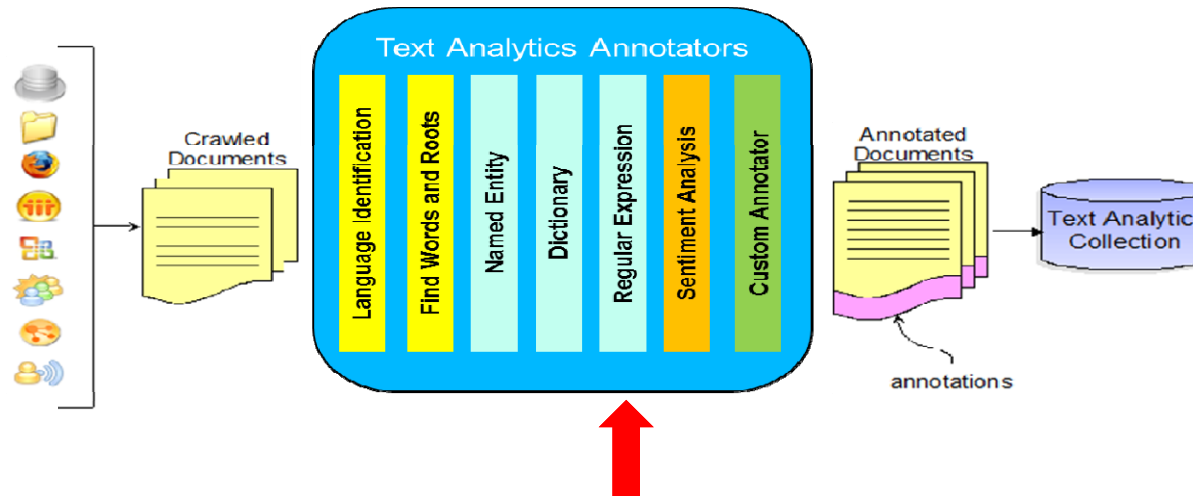 Text Analytics Annotators
Crawled
Documents
Language Identification
Find Words and Roots
Named Entity
Dictionary
Regular Expression
Sentiment Analysis
Custom Annotator
Annotated
Documents
annotations
Text Analytic
Collection